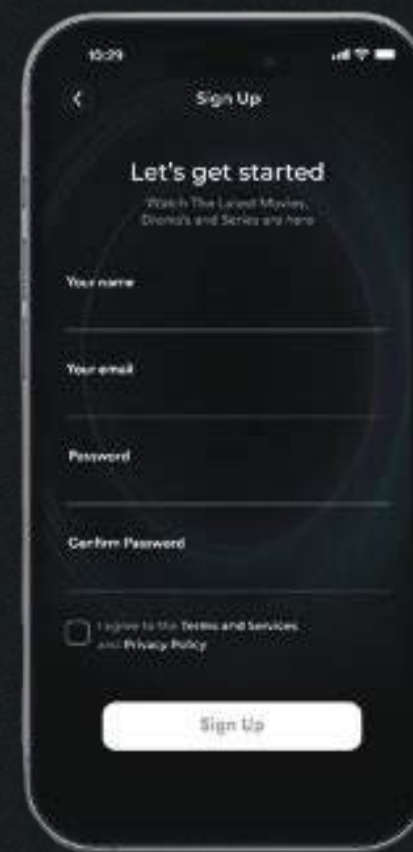 10:29
Sign Up
Let's get started
Watch The Latest Movies,
Drama's and Series are here
Your name
Your email
Password
Confirm Password
I agree to the Terms and Services
and Privacy Policy
Sign Up